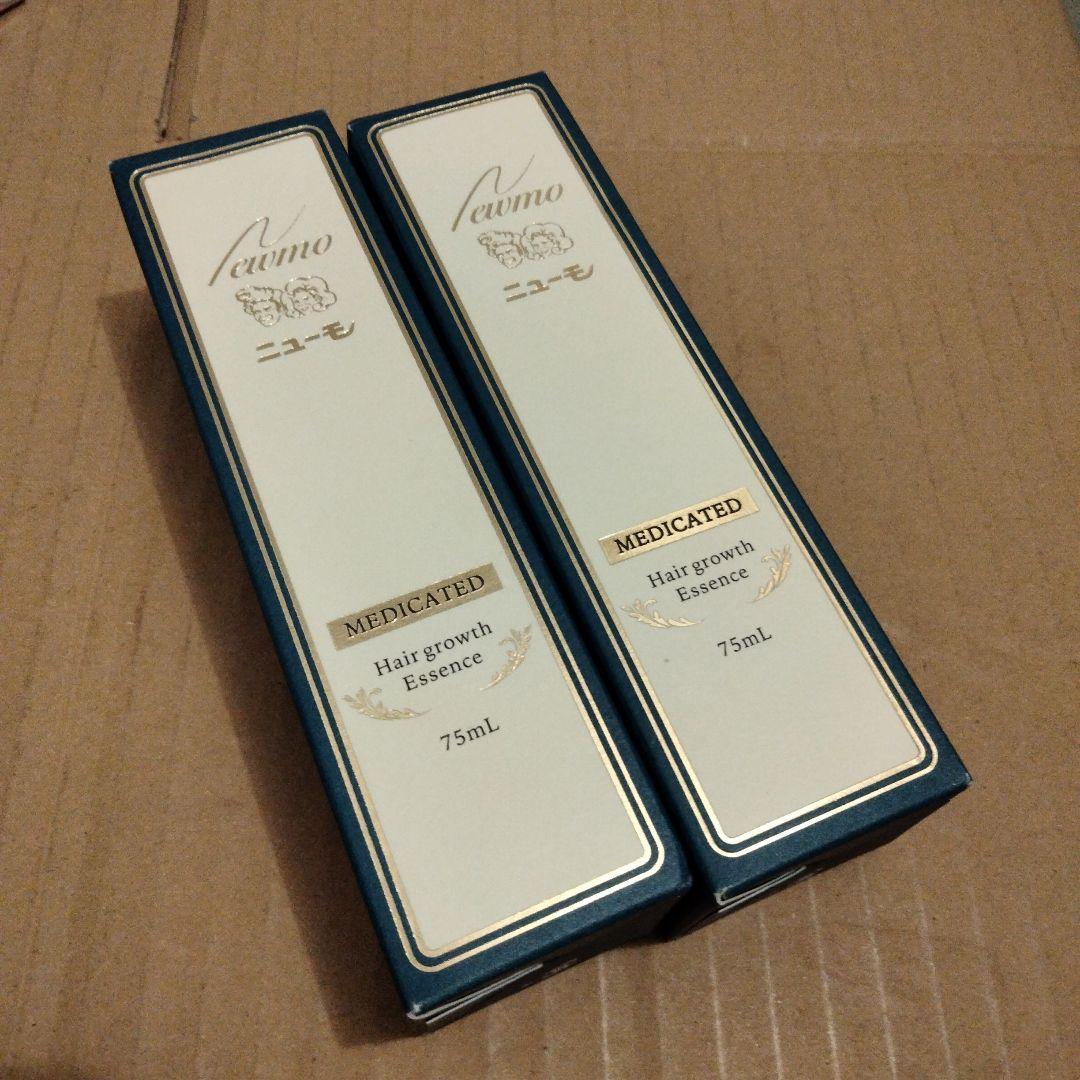 Newmo
ニューモ
MEDICATED
Hair growth
Essence
75mL
Newmo
ニューモ
MEDICATED
Hair growth
Essence
75mL